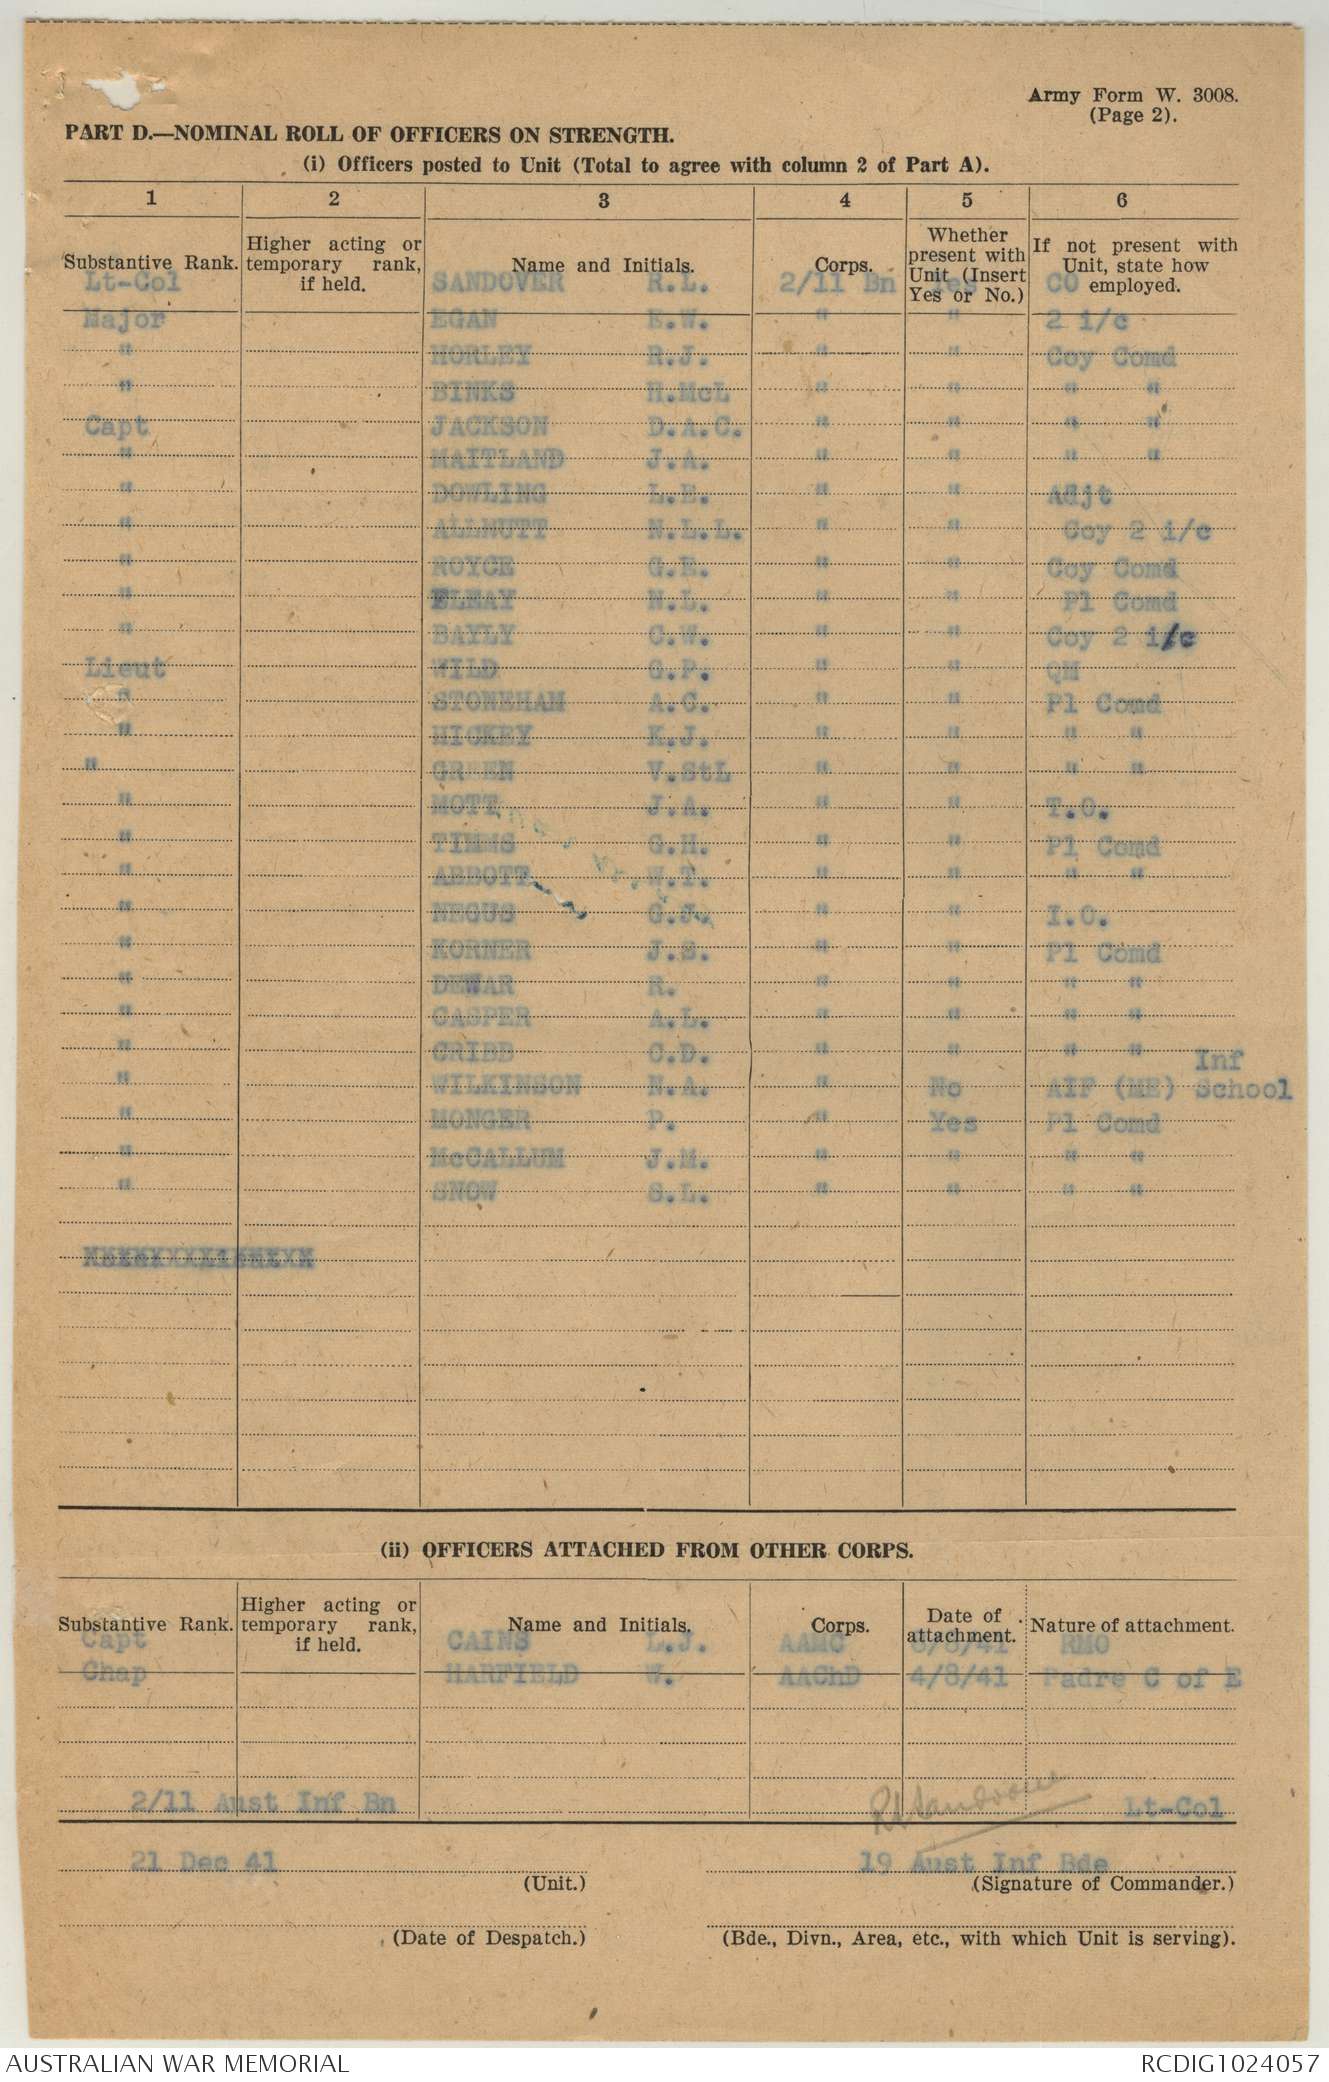 Army Form W. 3008.
(Page 2).
PART D.—NOMINAL ROLL OF OFFICERS ON STRENGTH.
(i) Officers posted to Unit (Total to agree with column 2 of Part A).
1 2 3 4 5 6
Substantive Rank. Higher acting or temporary rank, if held. Name and Initials. Corps. Whether present with Unit (Insert Yes or No.) If not present with Unit, state how employed.
Lt-Col SANDOVER R.L. 2/11 Bn Yes CO
Major EGAN E.W. " " 2 i/c
" HORLEY R.J. " " Coy Comd
" BINKS H.McL " " " "
Capt JACKSON D.A.C. " " " "
" MAITLAND J.A. " " " "
" DOWLING L.E. " " Adjt
" ALLNUTT N.L.L. " " Coy 2 i/c
" ROYCE G.E. " " Coy Comd
" N.L. " " Pl Comd
" BAYLY C.W. " " Coy 2 i/c
Lieut WILD G.P. " " QM
" STONEHAM A.C. " " Pl Comd
" HICKEY K.J. " " " "
" GREEN V.StL " " " "
" MOTT J.A. " " T.O.
" TIMMS G.H. " " Pl Comd
" ABBOTT W.T. " " " "
" NEGUS G.J. " " I.O.
" KORNER J.S. " " Pl Comd
" DEWAR R. " " " "
" CASPER A.L. " " " "
" CRIBB C.D. " " " "
" WILKINSON N.A. " No AIF (ME) Inf School
" MONGER P. " Yes Pl Comd
" McCALLUM J.M. " " " "
" SNOW S.L. " " " "
(ii) OFFICERS ATTACHED FROM OTHER CORPS.
Substantive Rank. Higher acting or temporary rank, if held. Name and Initials. Corps. Date of attachment. Nature of attachment.
Capt CAINS L.J. AAMC /8/41 RMO
Chap HARFIELD W. AAChD 4/8/41 Padre C of E
2/11 Aust Inf Bn RLSandover Lt-Col
21 Dec 41 19 Aust Inf Bde
(Unit.) (Signature of Commander.)
(Date of Despatch.) (Bde., Divn., Area, etc., with which Unit is serving).
AUSTRALIAN WAR MEMORIAL RCDIG1024057